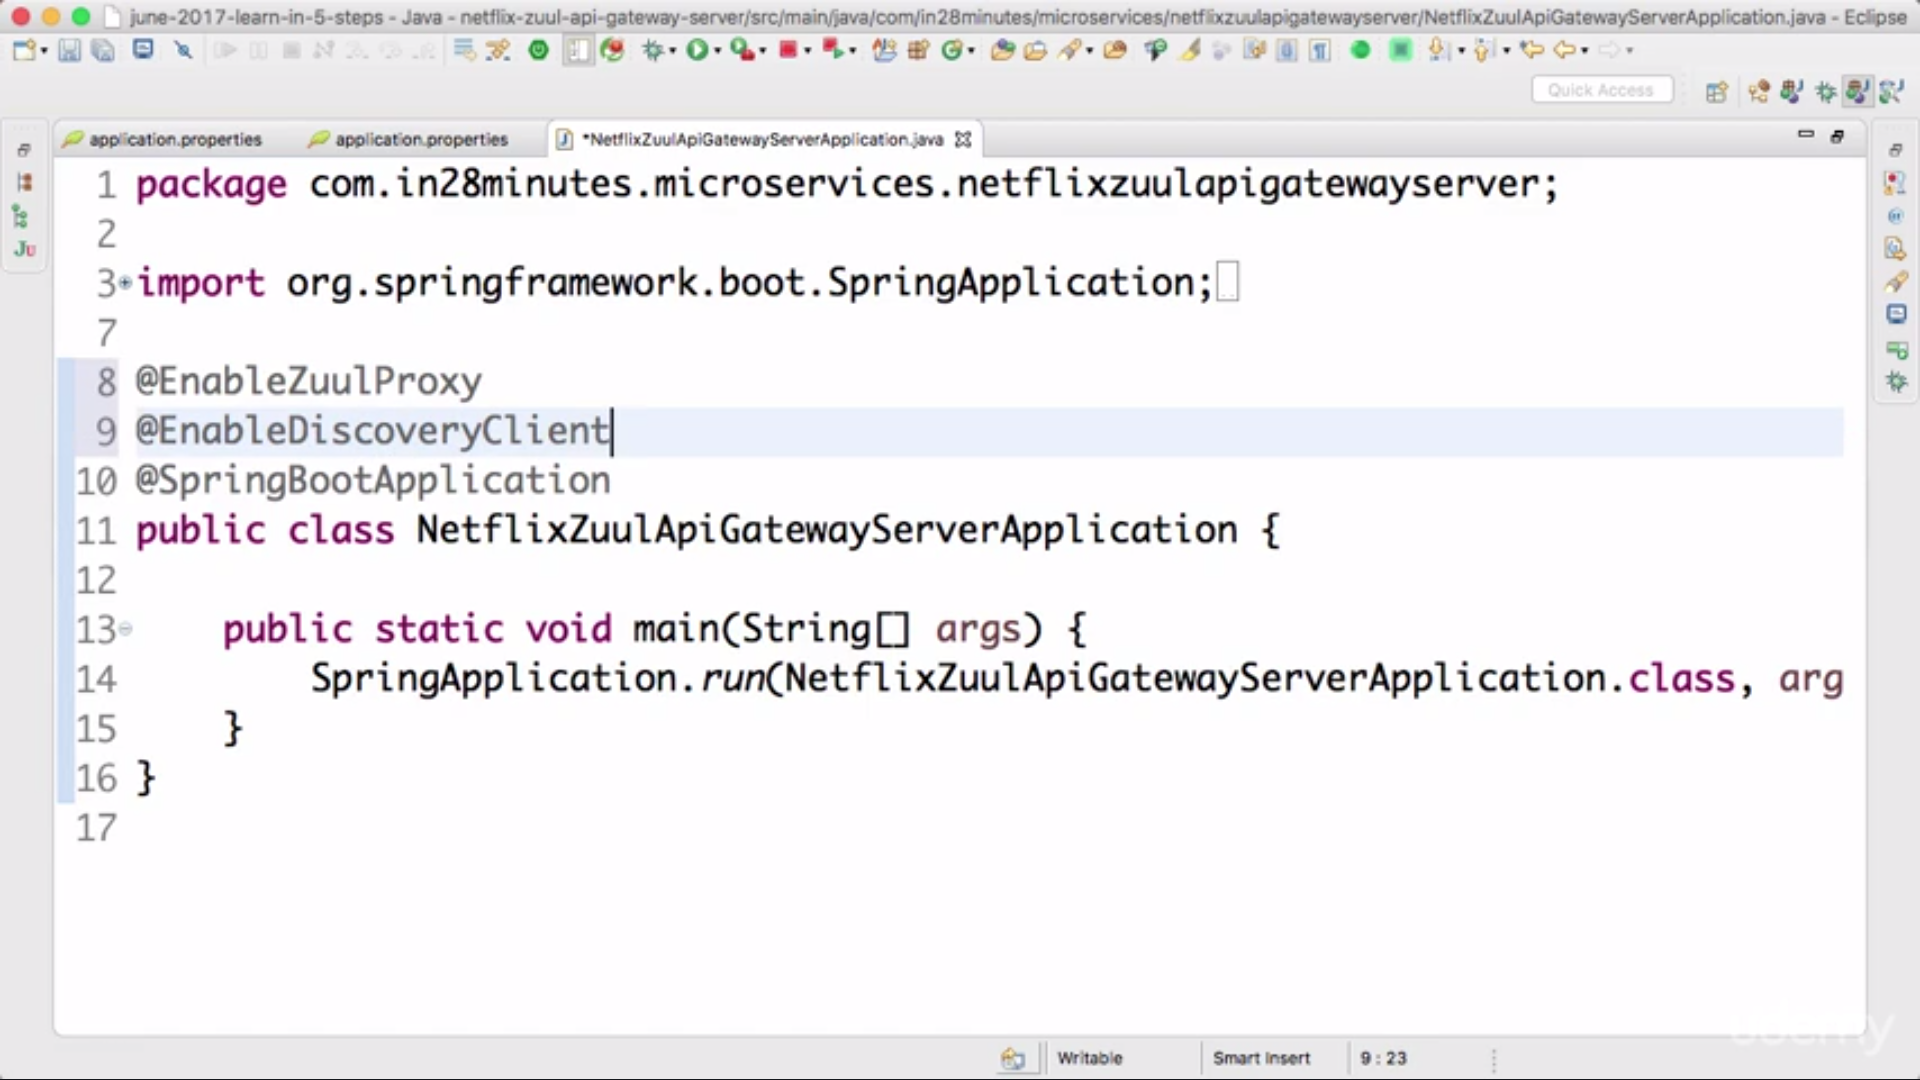 june-2017-learn-in-5-steps - Java - netflix-zuul-api-gateway-server/src/main/java/com/in28minutes/microservices/netflixzuulapigatewayserver/NetflixZuulApiGatewayServerApplication.java - Eclipse
Quick Access
application.properties application.properties *NetflixZuulApiGatewayServerApplication.java
1 package com.in28minutes.microservices.netflixzuulapigatewayserver;
2
3 import org.springframework.boot.SpringApplication;
7
8 @EnableZuulProxy
9 @EnableDiscoveryClient
10 @SpringBootApplication
11 public class NetflixZuulApiGatewayServerApplication {
12
13 public static void main(String[] args) {
14 SpringApplication.run(NetflixZuulApiGatewayServerApplication.class, arg
15 }
16 }
17
Ju
udemy
Writable Smart Insert 9 : 23